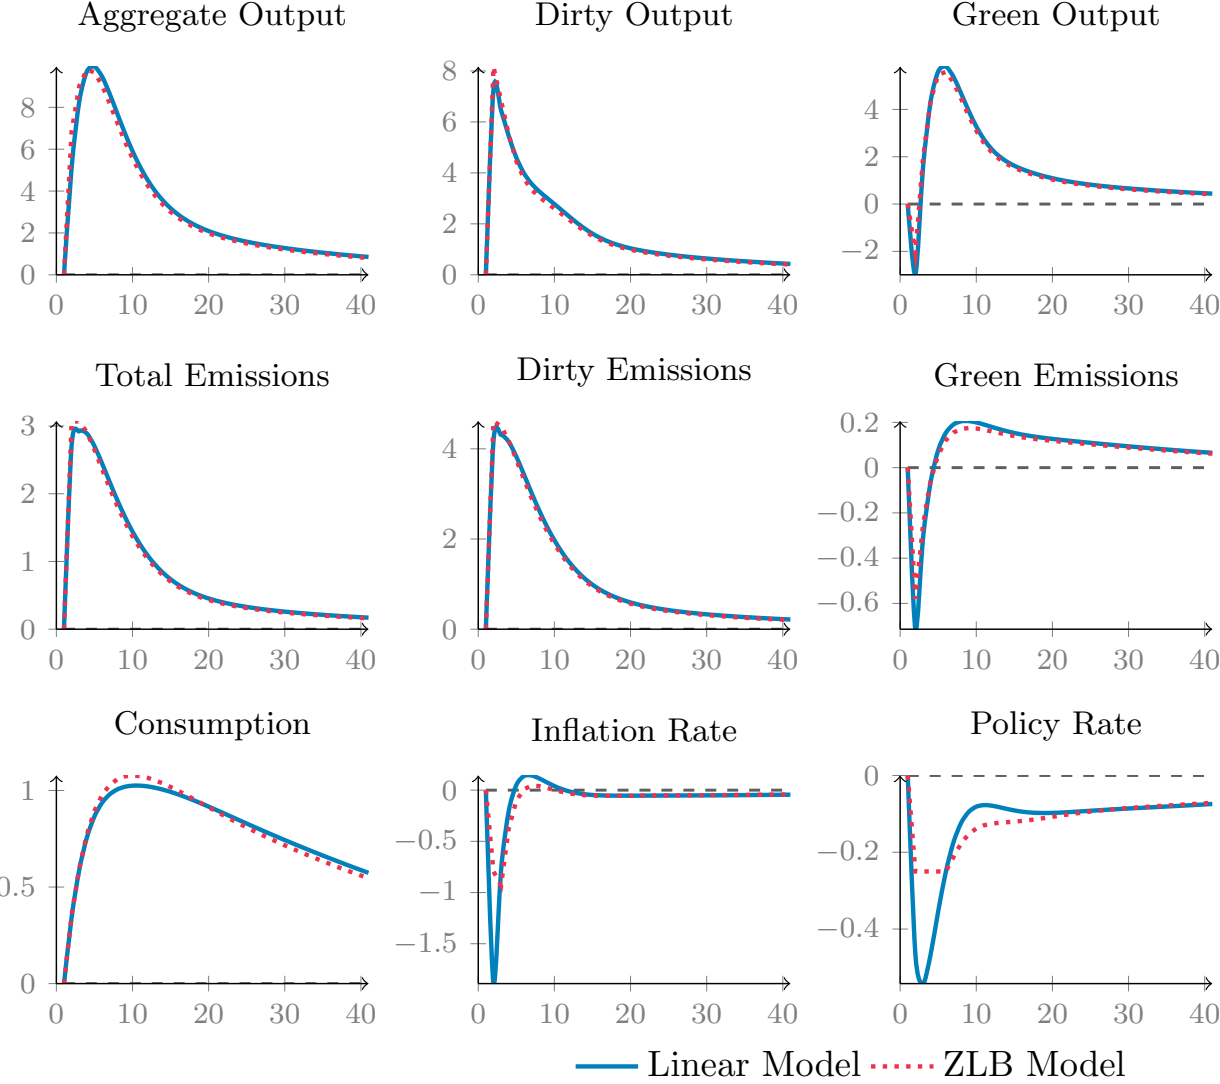 Aggregate Output
Dirty Output
Green Output
8
6
4
2
0
0 10 20 30 40
8
6
4
2
0
0 10 20 30 40
4
2
0
−2
0 10 20 30 40
Total Emissions
Dirty Emissions
Green Emissions
3
2
1
0
0 10 20 30 40
4
2
0
0 10 20 30 40
0.2
0
−0.2
−0.4
−0.6
0 10 20 30 40
Consumption
Inflation Rate
Policy Rate
1
0.5
0
0 10 20 30 40
0
−0.5
−1
−1.5
0 10 20 30 40
0
−0.2
−0.4
0 10 20 30 40
Linear Model ZLB Model